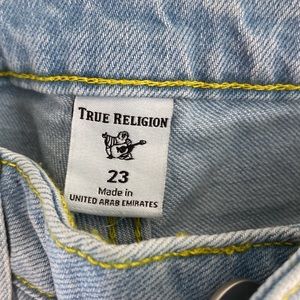 TRUE RELIGION
23
Made in
UNITED ARAB EMIRATES